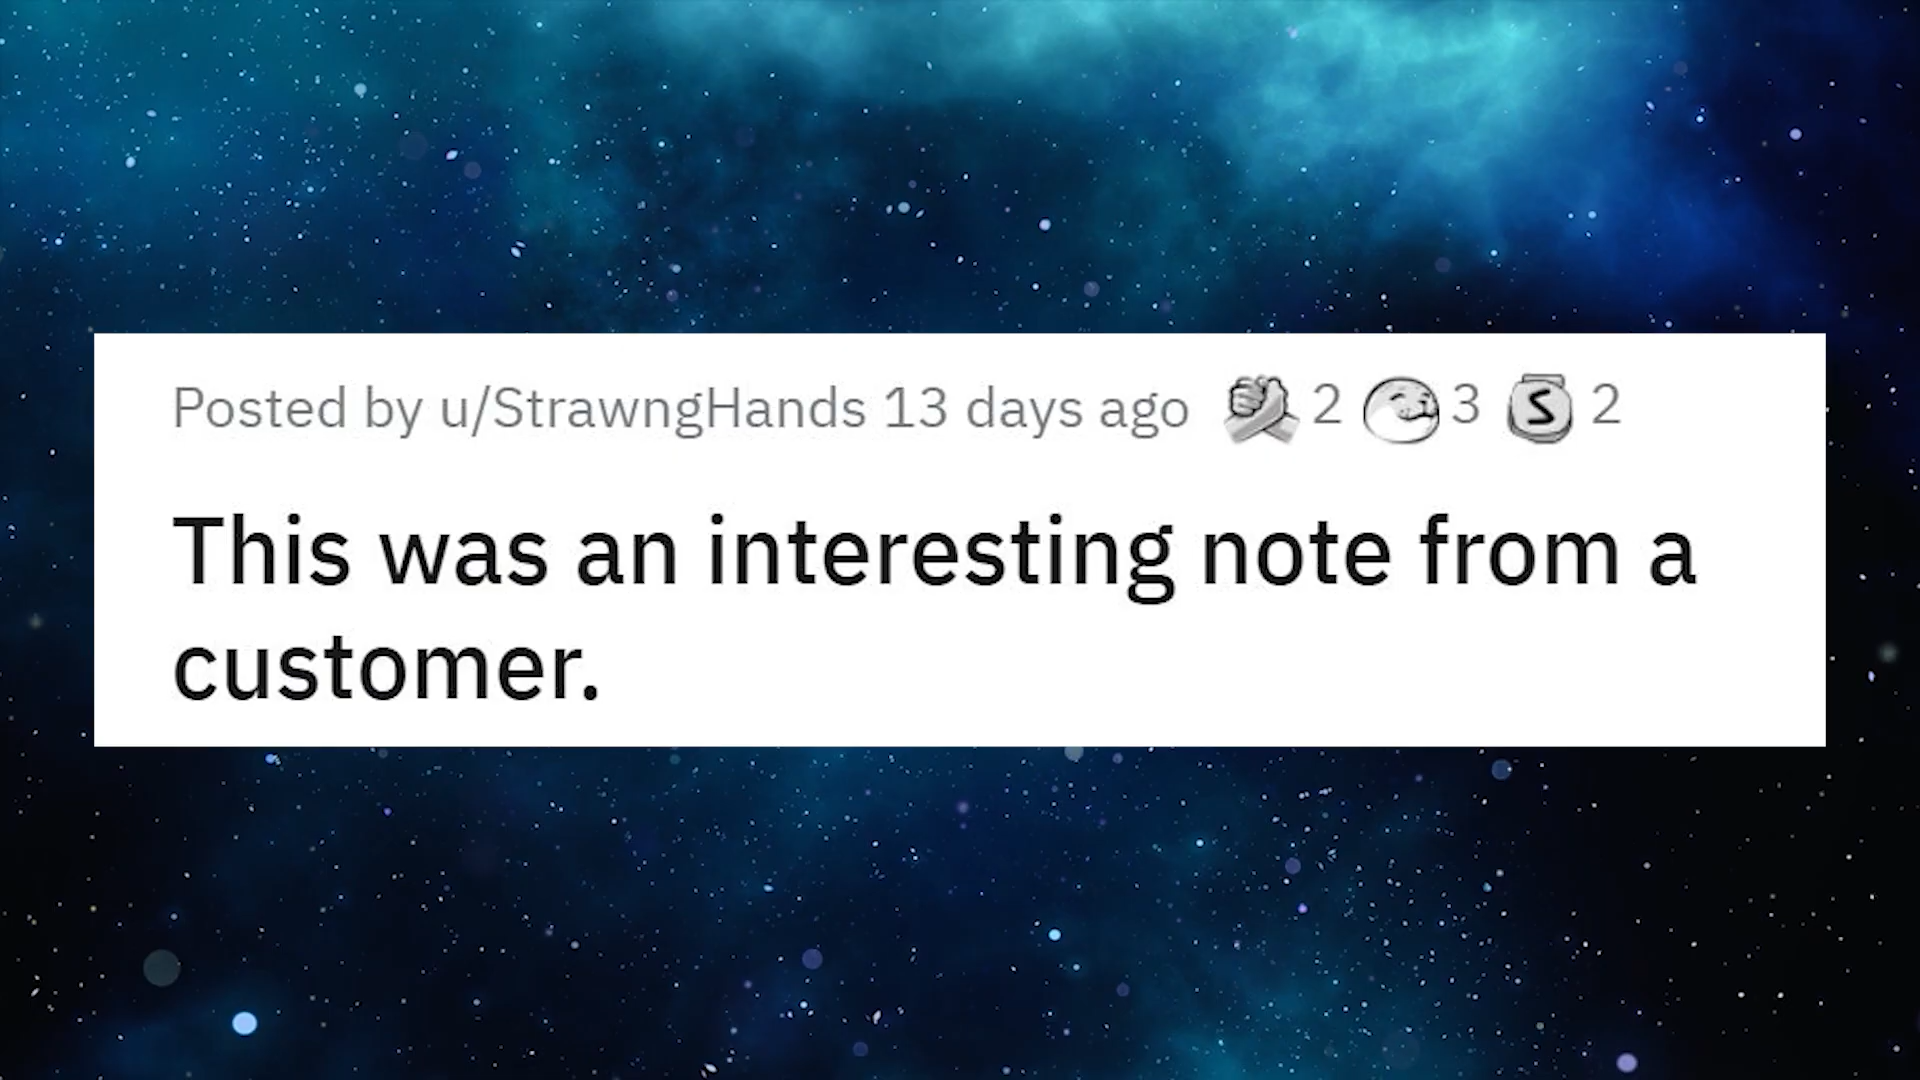 Posted by u/StrawngHands 13 days ago 2 3 S 2
This was an interesting note from a
customer.